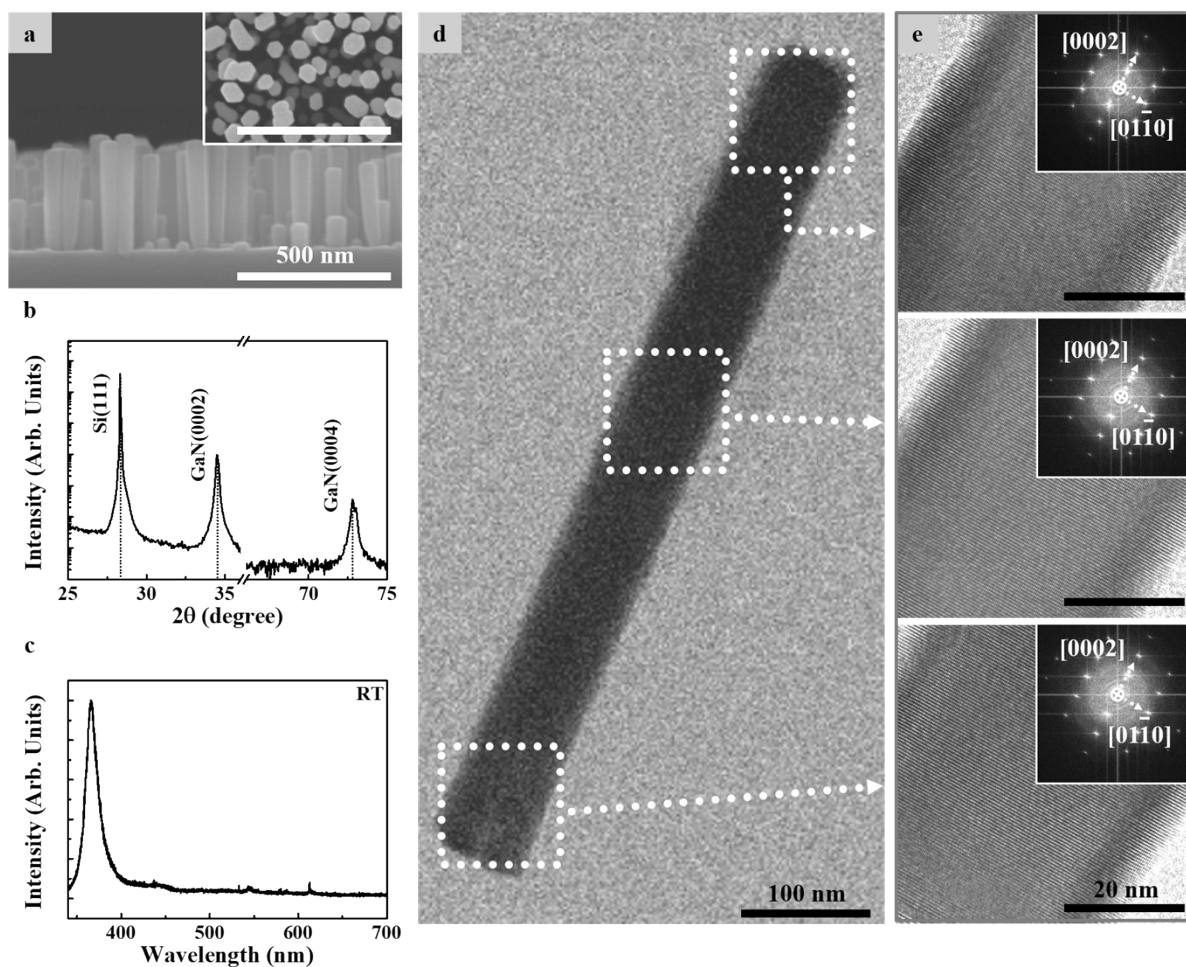 a
500 nm
b
Intensity (Arb. Units)
Si(111)
GaN(0002)
GaN(0004)
25 30 35 70 75
2θ (degree)
c
RT
Intensity (Arb. Units)
400 500 600 700
Wavelength (nm)
d
100 nm
e
[0002]
[01̅10]
[0002]
[01̅10]
[0002]
[01̅10]
20 nm